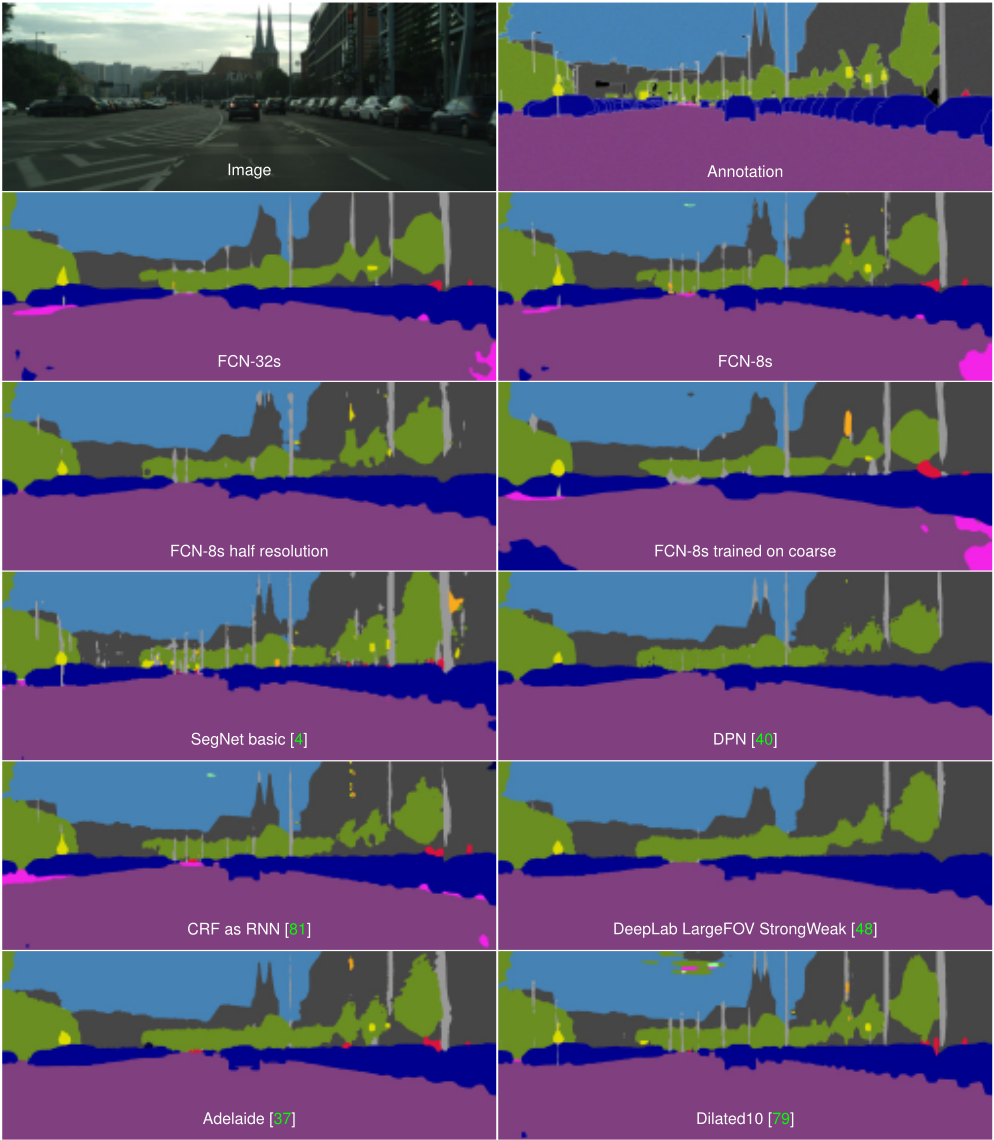 Image
Annotation
FCN-32s
FCN-8s
FCN-8s half resolution
FCN-8s trained on coarse
SegNet basic [4]
DPN [40]
CRF as RNN [81]
DeepLab LargeFOV StrongWeak [48]
Adelaide [37]
Dilated10 [79]